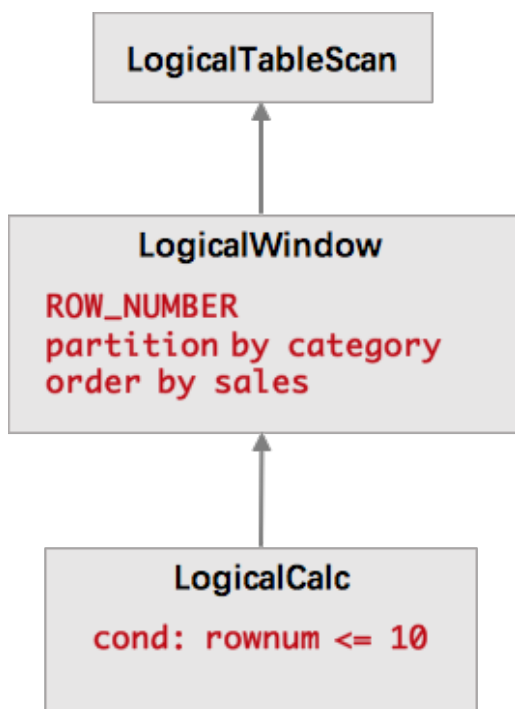 LogicalTableScan
LogicalWindow
ROW_NUMBER
partition by category
order by sales
LogicalCalc
cond: rownum <= 10